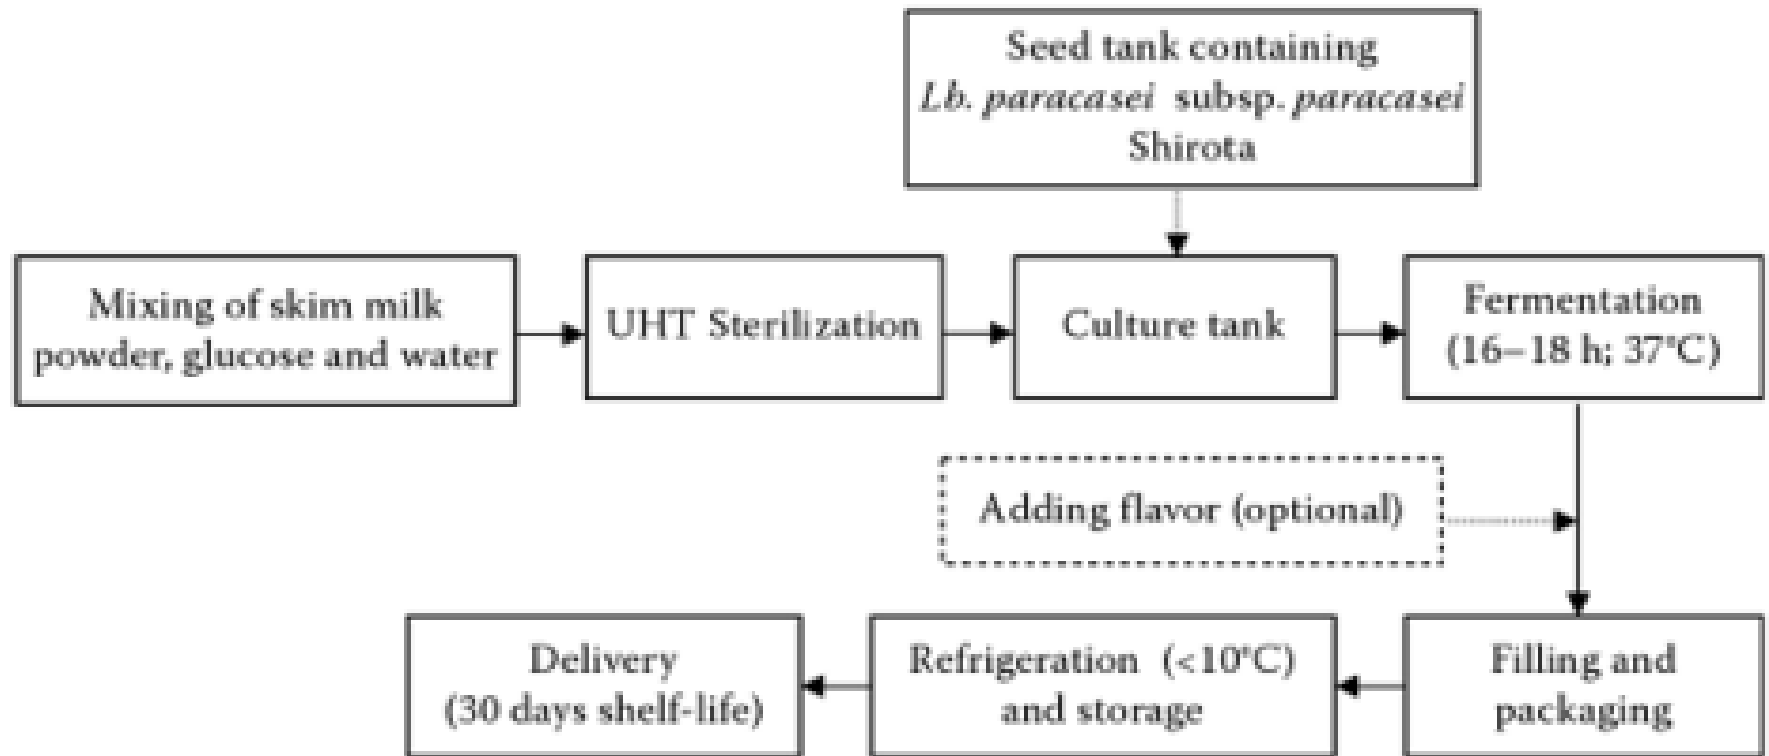 Seed tank containing
Lb. paracasei subsp. paracasei
Shirota
Mixing of skim milk
powder, glucose and water
UHT Sterilization
Culture tank
Fermentation
(16–18 h; 37°C)
Adding flavor (optional)
Delivery
(30 days shelf-life)
Refrigeration (<10°C)
and storage
Filling and
packaging